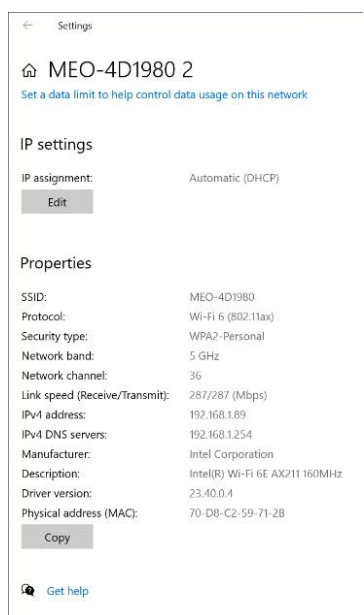 Settings
MEO-4D1980 2
Set a data limit to help control data usage on this network
IP settings
IP assignment: Automatic (DHCP)
Edit
Properties
SSID: MEO-4D1980
Protocol: Wi-Fi 6 (802.11ax)
Security type: WPA2-Personal
Network band: 5 GHz
Network channel: 36
Link speed (Receive/Transmit): 287/287 (Mbps)
IPv4 address: 192.168.1.89
IPv4 DNS servers: 192.168.1.254
Manufacturer: Intel Corporation
Description: Intel(R) Wi-Fi 6E AX211 160MHz
Driver version: 23.40.0.4
Physical address (MAC): 70-D8-C2-59-71-2B
Copy
Get help